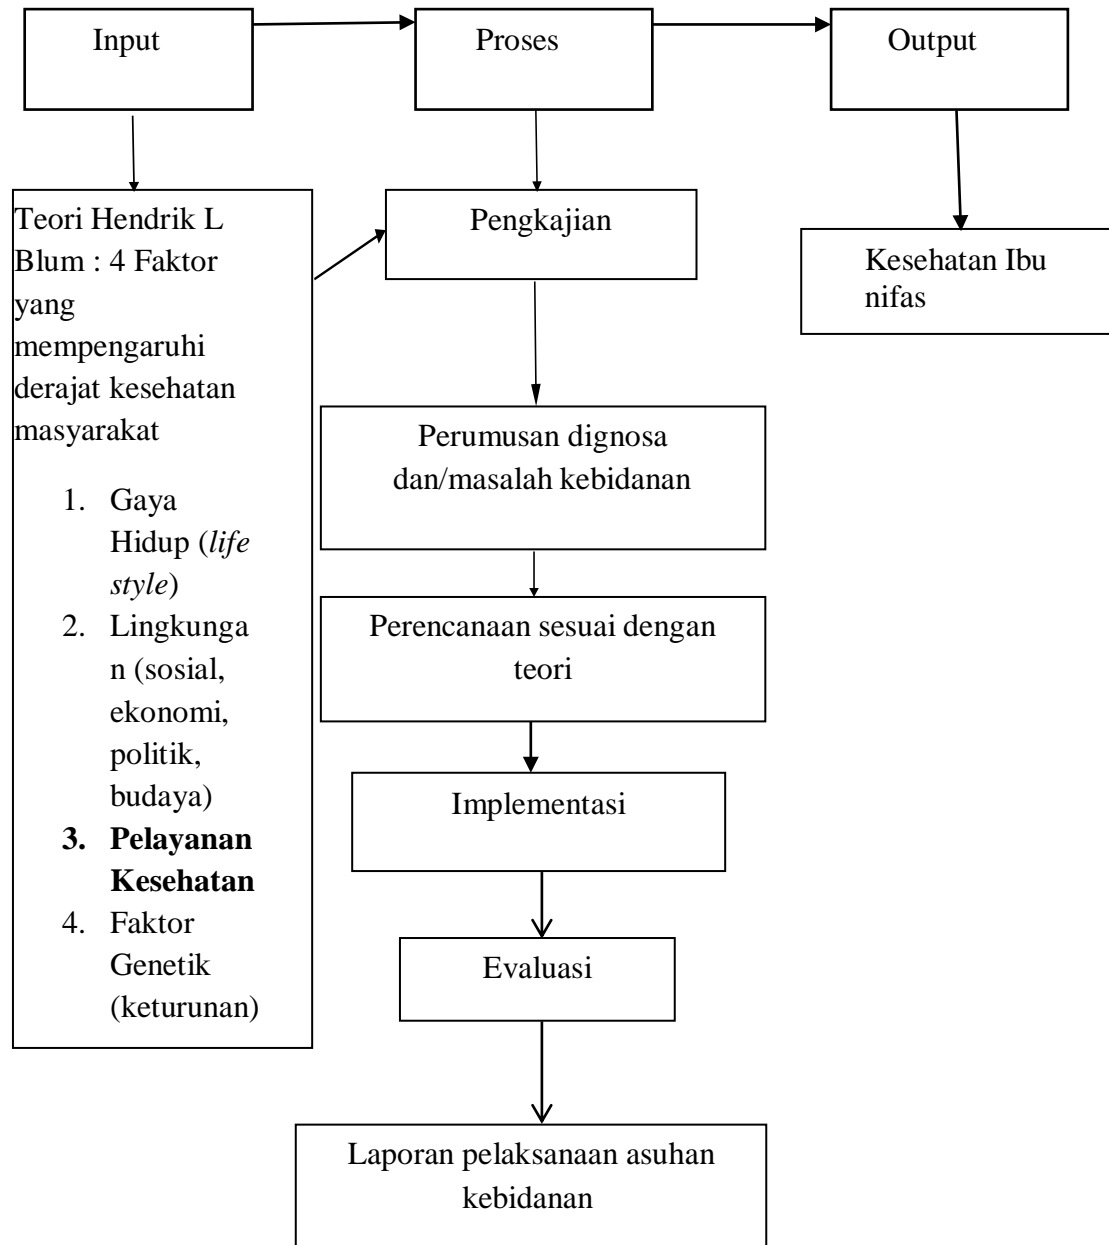 Input
Proses
Output
Teori Hendrik L
Blum : 4 Faktor
yang
mempengaruhi
derajat kesehatan
masyarakat
1. Gaya
Hidup (life
style)
2. Lingkunga
n (sosial,
ekonomi,
politik,
budaya)
3. Pelayanan
Kesehatan
4. Faktor
Genetik
(keturunan)
Pengkajian
Perumusan dignosa
dan/masalah kebidanan
Perencanaan sesuai dengan
teori
Implementasi
Evaluasi
Laporan pelaksanaan asuhan
kebidanan
Kesehatan Ibu
nifas